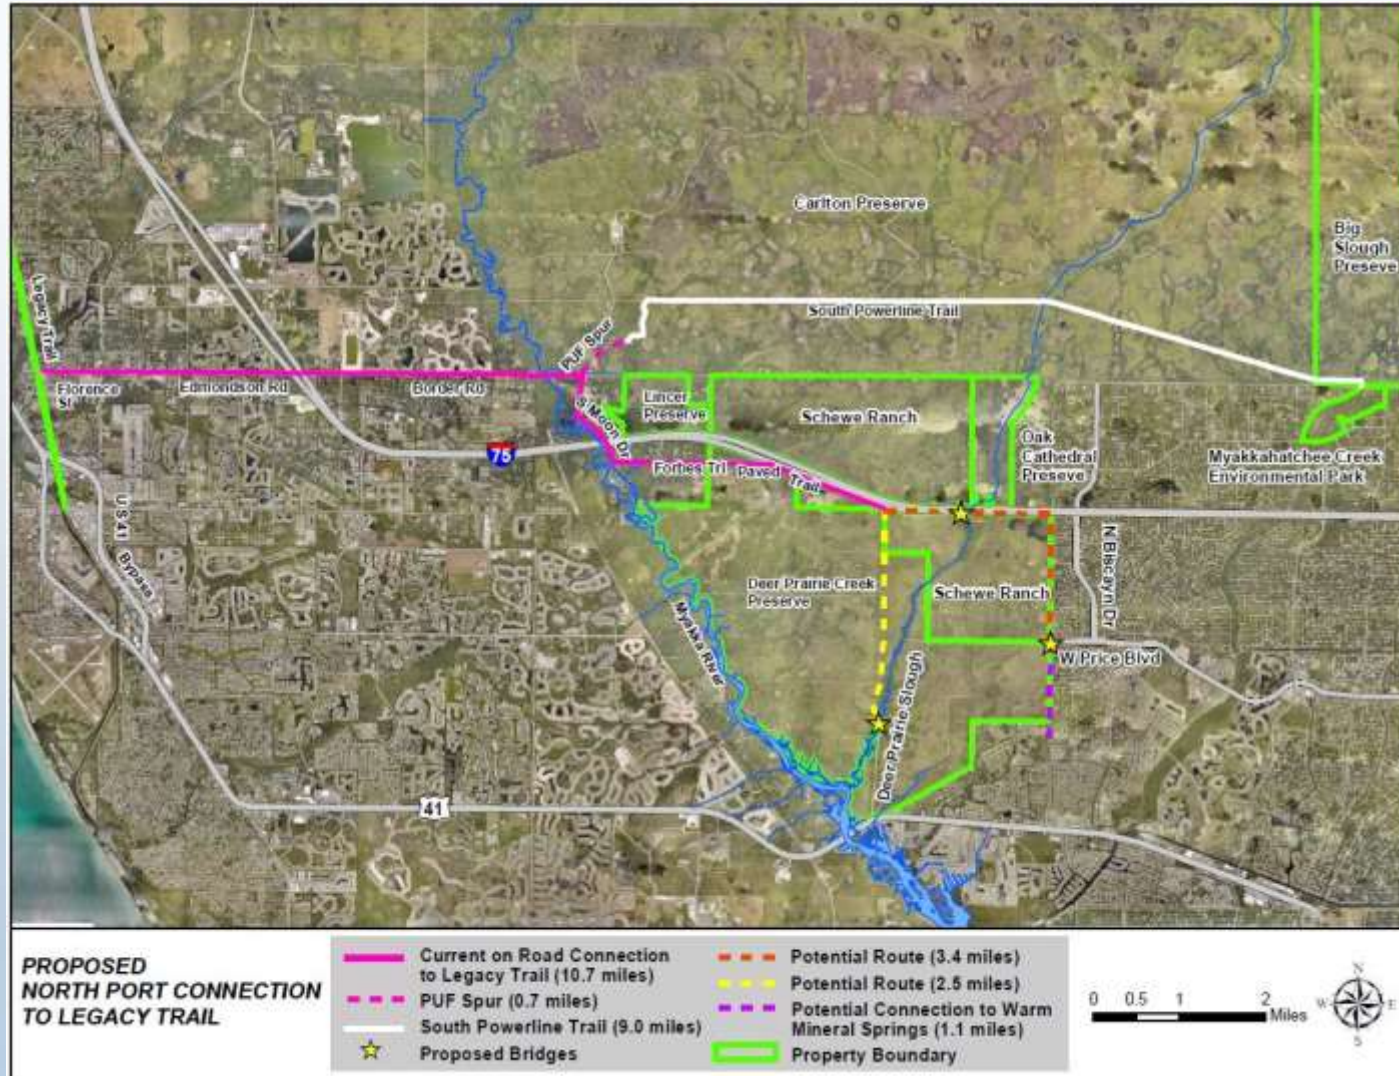 Carlton Preserve
Big
Slough
Preseve
Legacy Trail
South Powerline Trail
PUF Spur
Florence
St
Edmondson Rd
Border Rd
S Moon Dr
Lincer
Preserve
Schewe Ranch
Oak
Cathedral
Preseve
Myakkahatchee Creek
Environmental Park
75
Forbes Trl
Paved Trail
US 41 Bypass
N Biscayn Dr
Deer Prairie Creek
Preserve
Schewe Ranch
Myakka River
W Price Blvd
Deer Prairie Slough
41
PROPOSED
NORTH PORT CONNECTION
TO LEGACY TRAIL
Current on Road Connection
to Legacy Trail (10.7 miles)
PUF Spur (0.7 miles)
South Powerline Trail (9.0 miles)
Proposed Bridges
Potential Route (3.4 miles)
Potential Route (2.5 miles)
Potential Connection to Warm
Mineral Springs (1.1 miles)
Property Boundary
0 0.5 1 2
Miles
N
W E
S